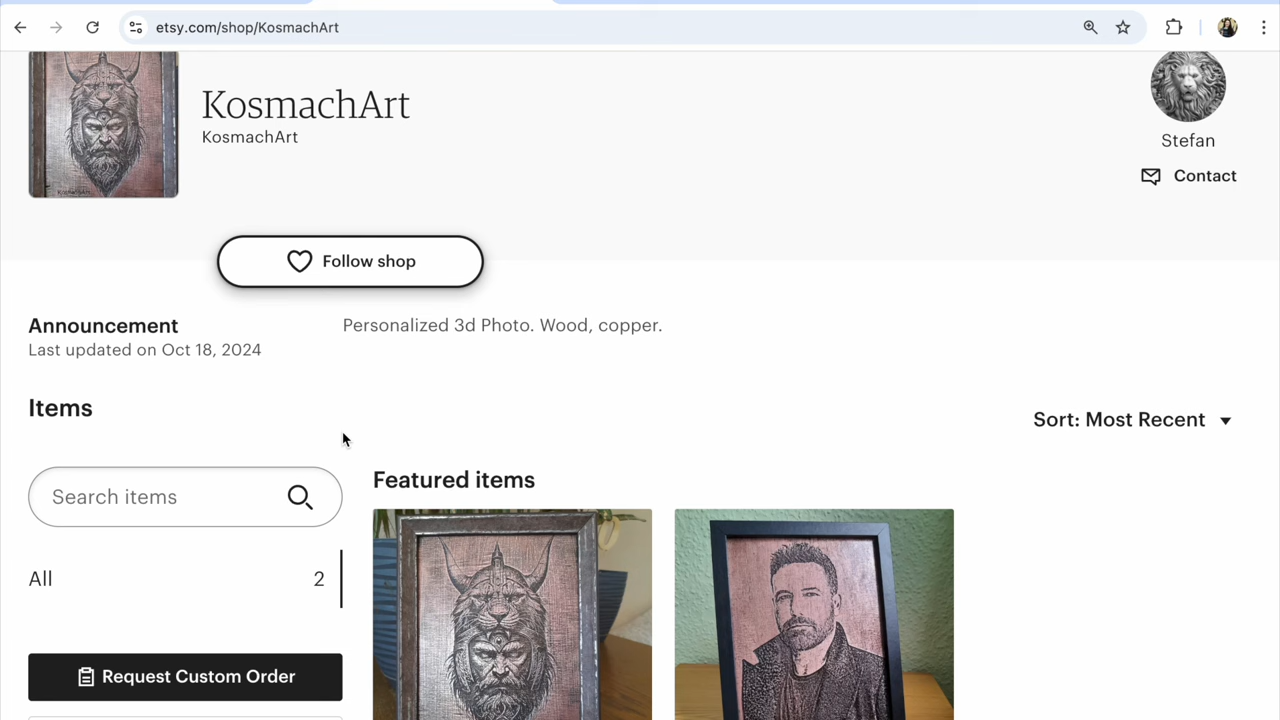 etsy.com/shop/KosmachArt
KosmachArt
KosmachArt
KosmachArt
Stefan
Contact
Follow shop
Announcement
Personalized 3d Photo. Wood, copper.
Last updated on Oct 18, 2024
Items
Sort: Most Recent
Search items
Featured items
All
2
Request Custom Order